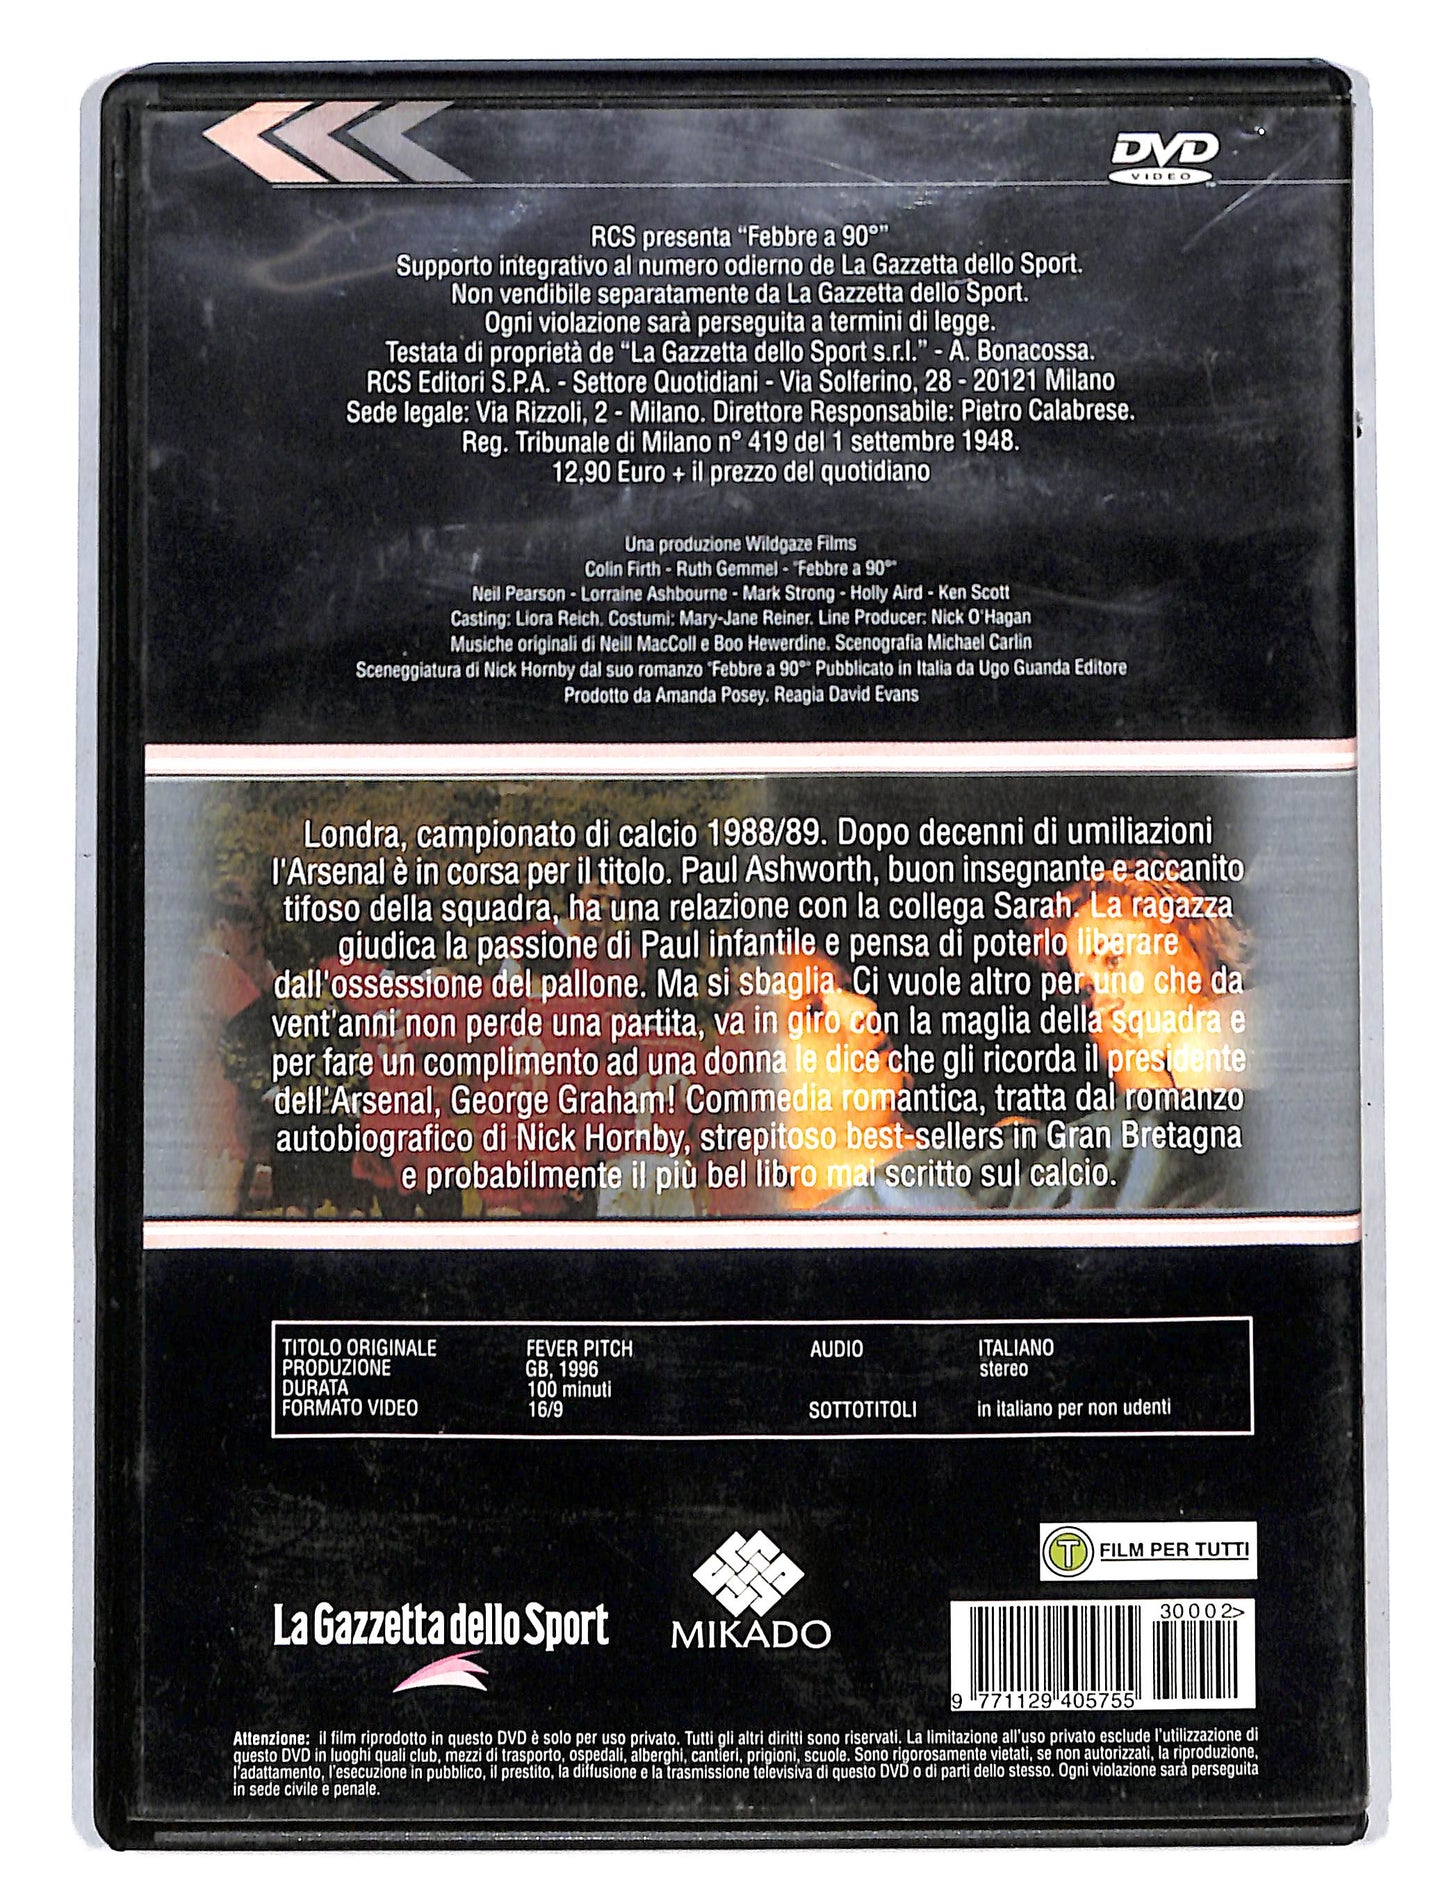 DVD
VIDEO
RCS presenta “Febbre a 90°”
Supporto integrativo al numero odierno de La Gazzetta dello Sport.
Non vendibile separatamente da La Gazzetta dello Sport.
Ogni violazione sarà perseguita a termini di legge.
Testata di proprietà de “La Gazzetta dello Sport s.r.l.” - A. Bonacossa.
RCS Editori S.P.A. - Settore Quotidiani - Via Solferino, 28 - 20121 Milano
Sede legale: Via Rizzoli, 2 - Milano. Direttore Responsabile: Pietro Calabrese.
Reg. Tribunale di Milano n° 419 del 1 settembre 1948.
12,90 Euro + il prezzo del quotidiano
Una produzione Wildgaze Films
Colin Firth - Ruth Gemmel - "Febbre a 90°"
Neil Pearson - Lorraine Ashbourne - Mark Strong - Holly Aird - Ken Scott
Casting: Liora Reich. Costumi: Mary-Jane Reiner. Line Producer: Nick O'Hagan
Musiche originali di Neill MacColl e Boo Hewerdine. Scenografia Michael Carlin
Sceneggiatura di Nick Hornby dal suo romanzo "Febbre a 90°" Pubblicato in Italia da Ugo Guanda Editore
Prodotto da Amanda Posey. Reagia David Evans
Londra, campionato di calcio 1988/89. Dopo decenni di umiliazioni
l'Arsenal è in corsa per il titolo. Paul Ashworth, buon insegnante e accanito
tifoso della squadra, ha una relazione con la collega Sarah. La ragazza
giudica la passione di Paul infantile e pensa di poterlo liberare
dall'ossessione del pallone. Ma si sbaglia. Ci vuole altro per uno che da
vent'anni non perde una partita, va in giro con la maglia della squadra e
per fare un complimento ad una donna le dice che gli ricorda il presidente
dell'Arsenal, George Graham! Commedia romantica, tratta dal romanzo
autobiografico di Nick Hornby, strepitoso best-sellers in Gran Bretagna
e probabilmente il più bel libro mai scritto sul calcio.
TITOLO ORIGINALE FEVER PITCH AUDIO ITALIANO
PRODUZIONE GB, 1996 stereo
DURATA 100 minuti
FORMATO VIDEO 16/9 SOTTOTITOLI in italiano per non udenti
T FILM PER TUTTI
La Gazzetta dello Sport
MIKADO
30002>
9 771129 405755
Attenzione: il film riprodotto in questo DVD è solo per uso privato. Tutti gli altri diritti sono riservati. La limitazione all'uso privato esclude l'utilizzazione di
questo DVD in luoghi quali club, mezzi di trasporto, ospedali, alberghi, cantieri, prigioni, scuole. Sono rigorosamente vietati, se non autorizzati, la riproduzione,
l'adattamento, l'esecuzione in pubblico, il prestito, la diffusione e la trasmissione televisiva di questo DVD o di parti dello stesso. Ogni violazione sarà perseguita
in sede civile e penale.